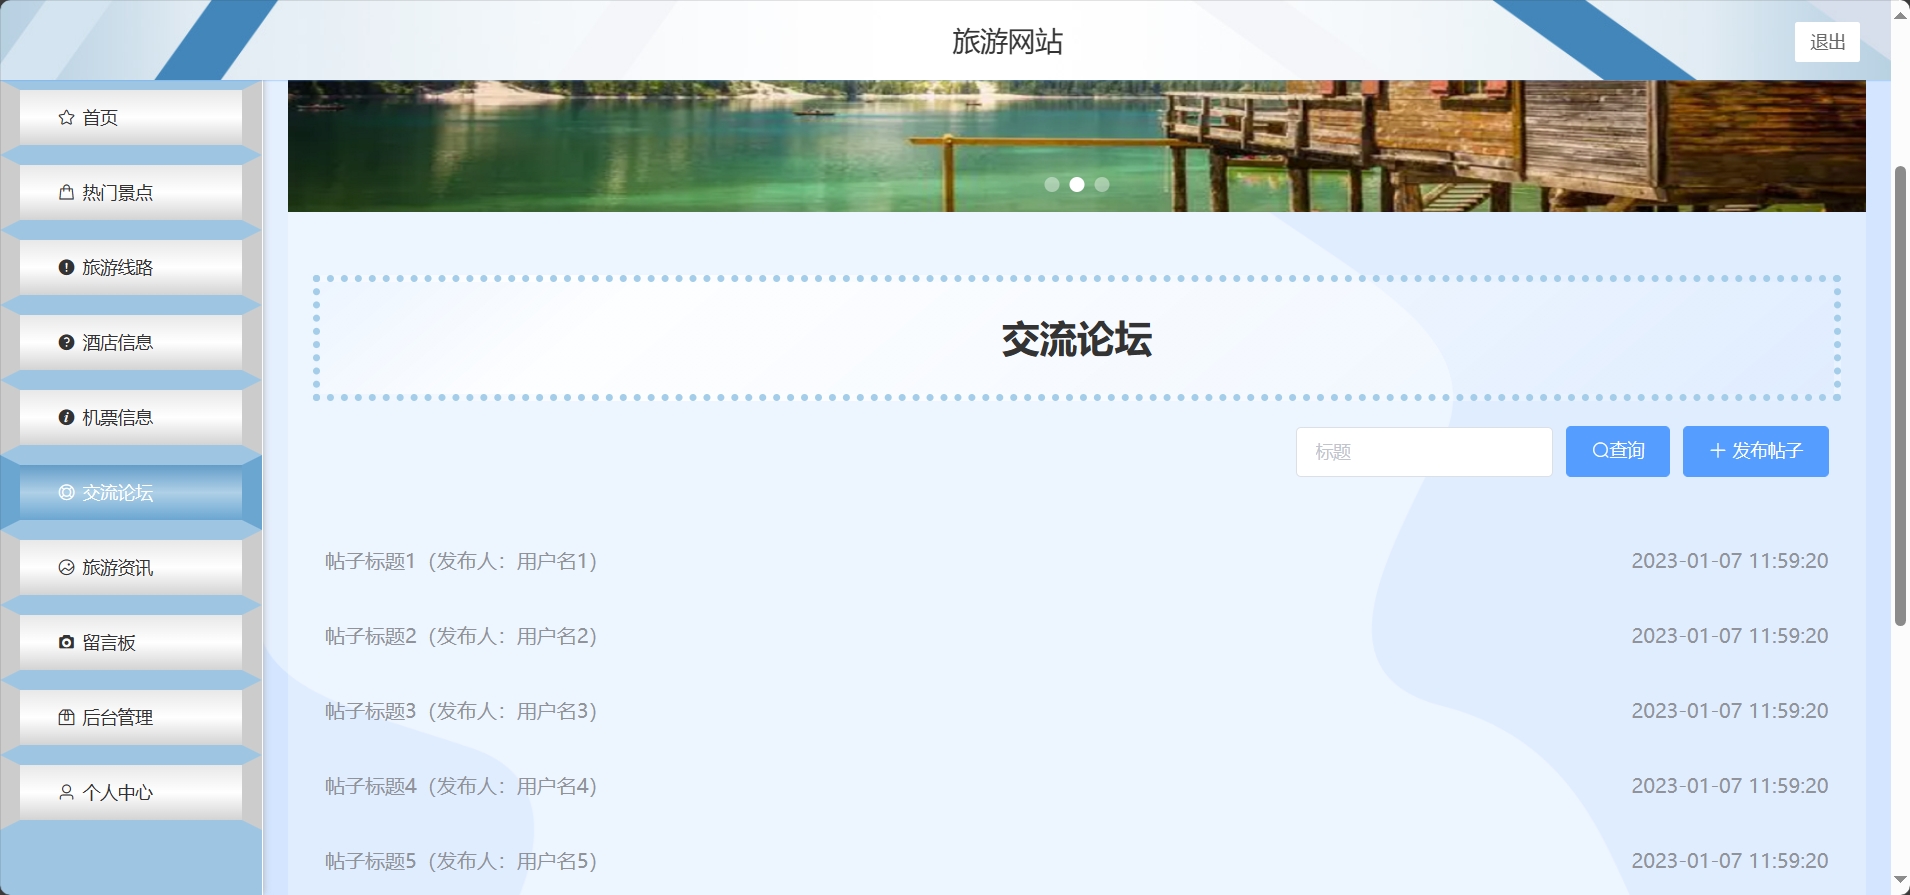 旅游网站
退出
首页
热门景点
旅游线路
酒店信息
机票信息
交流论坛
旅游资讯
留言板
后台管理
个人中心
交流论坛
标题
查询
发布帖子
帖子标题1（发布人：用户名1） 2023-01-07 11:59:20
帖子标题2（发布人：用户名2） 2023-01-07 11:59:20
帖子标题3（发布人：用户名3） 2023-01-07 11:59:20
帖子标题4（发布人：用户名4） 2023-01-07 11:59:20
帖子标题5（发布人：用户名5） 2023-01-07 11:59:20